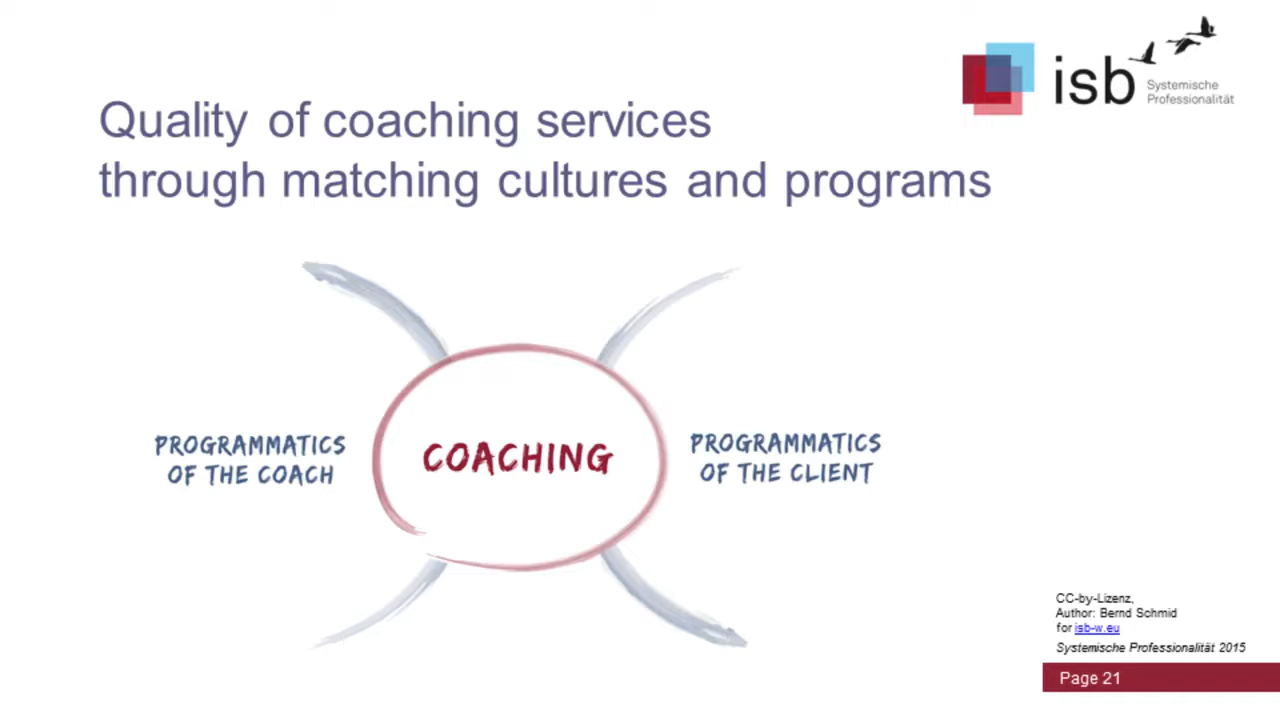 isb
Systemische
Professionalität
Quality of coaching services
through matching cultures and programs
PROGRAMMATICS
OF THE COACH
COACHING
PROGRAMMATICS
OF THE CLIENT
CC-by-Lizenz,
Author: Bernd Schmid
for isb-w.eu
Systemische Professionalität 2015
Page 21